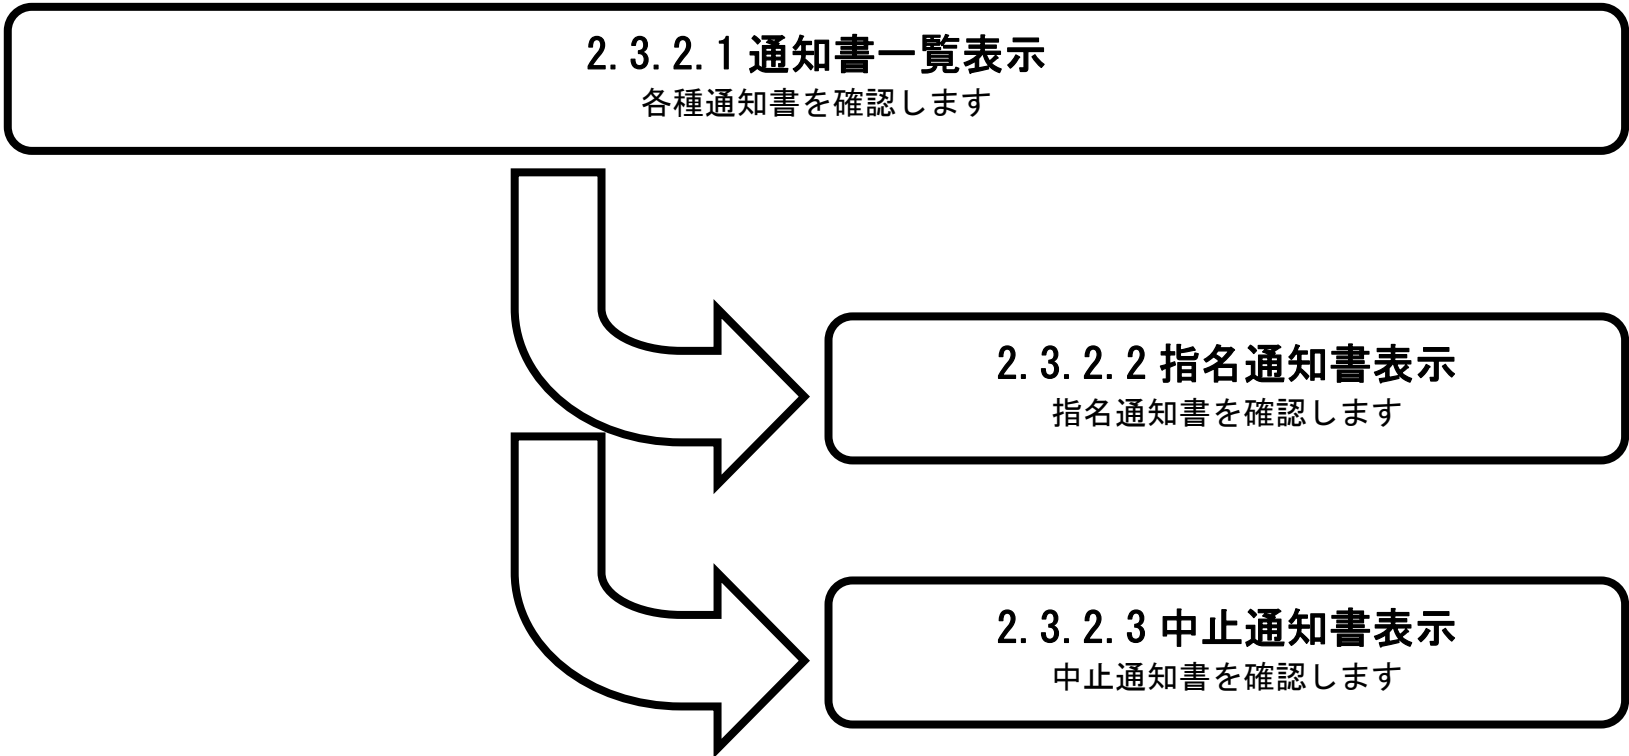 2.3.2.1 通知書一覧表示
各種通知書を確認します
2.3.2.2 指名通知書表示
指名通知書を確認します
2.3.2.3 中止通知書表示
中止通知書を確認します